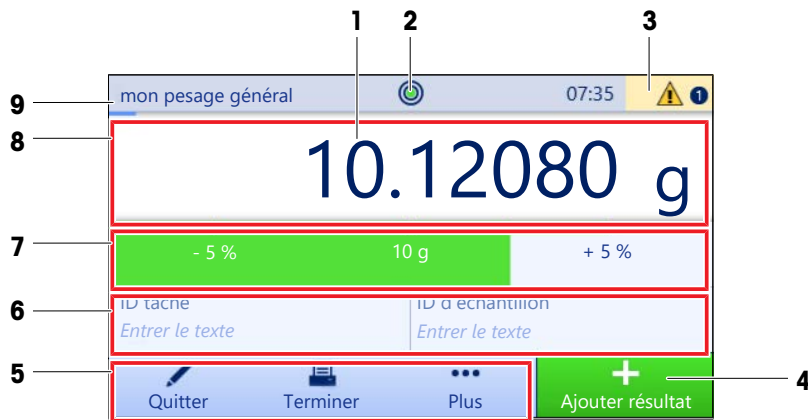 1
2
3
mon pesage général
07:35
1
9
8
10.12080 g
7
- 5 %
10 g
+ 5 %
ID tâche
ID d'échantillon
6
Entrer le texte
Entrer le texte
5
4
Quitter
Terminer
Plus
Ajouter résultat